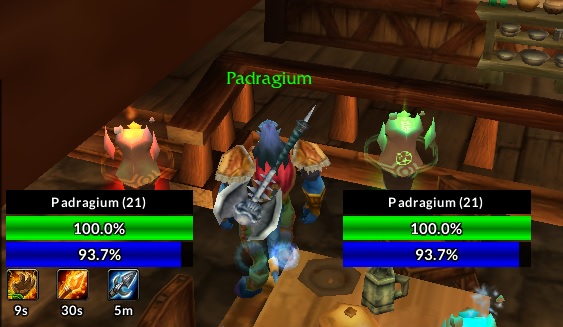 Padragium
Padragium (21)
100.0%
93.7%
9s 30s 5m
Padragium (21)
100.0%
93.7%